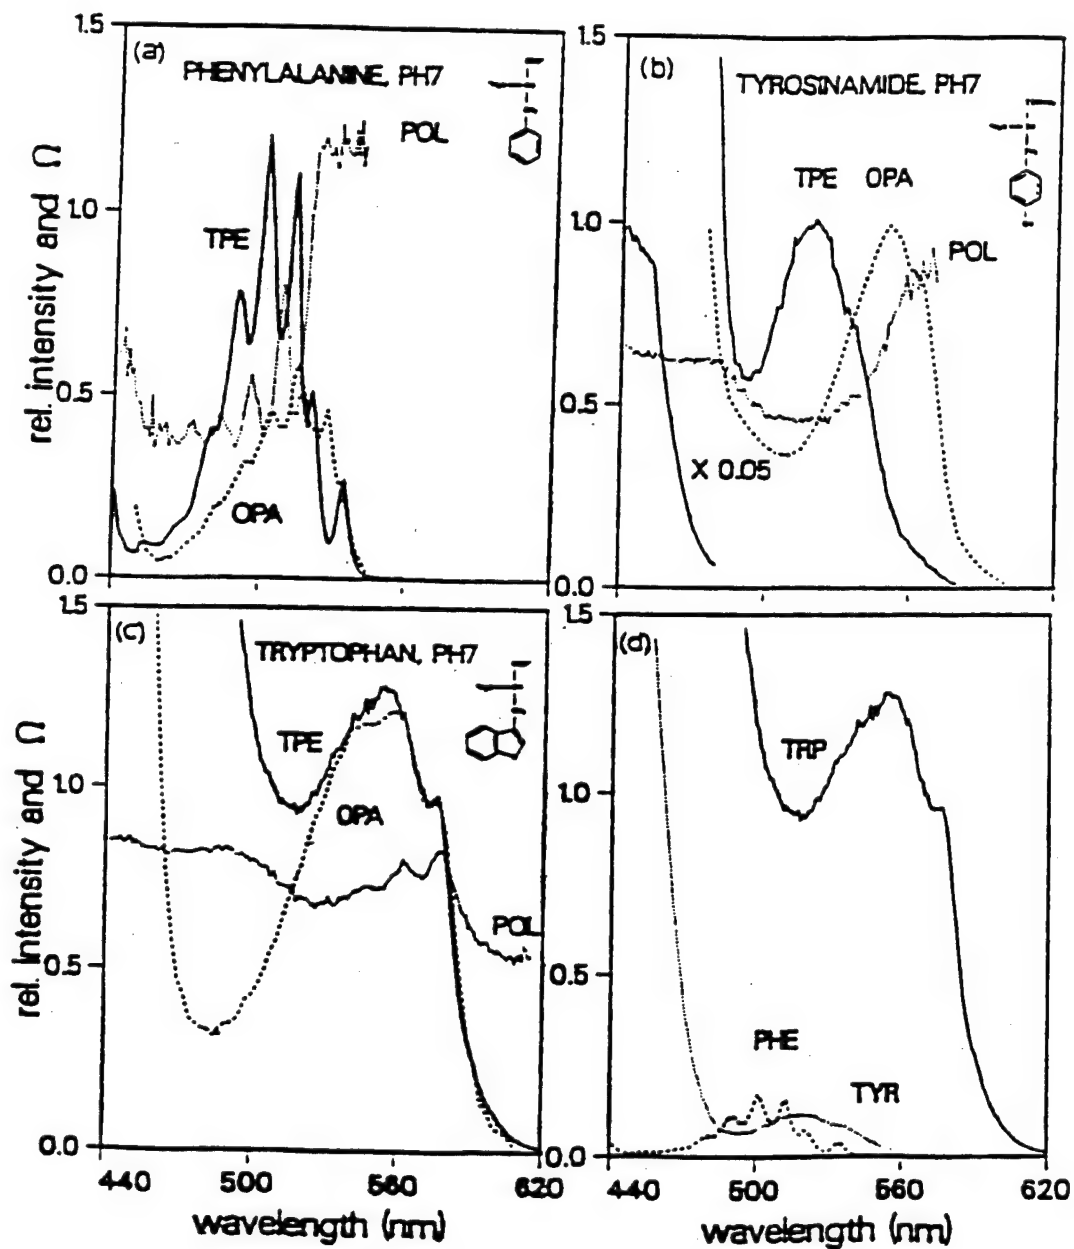 1.5
(a)
PHENYLALANINE, PH7
POL
TPE
OPA
1.0
0.5
0.0
rel. intensity and Ω
1.5
(b)
TYROSINAMIDE, PH7
TPE OPA
POL
X 0.05
1.0
0.5
0.0
1.5
(c)
TRYPTOPHAN, PH7
TPE
OPA
POL
1.0
0.5
0.0
rel. intensity and Ω
440 500 560 620
wavelength (nm)
1.5
(d)
TRP
PHE
TYR
1.0
0.5
0.0
440 500 560 620
wavelength (nm)